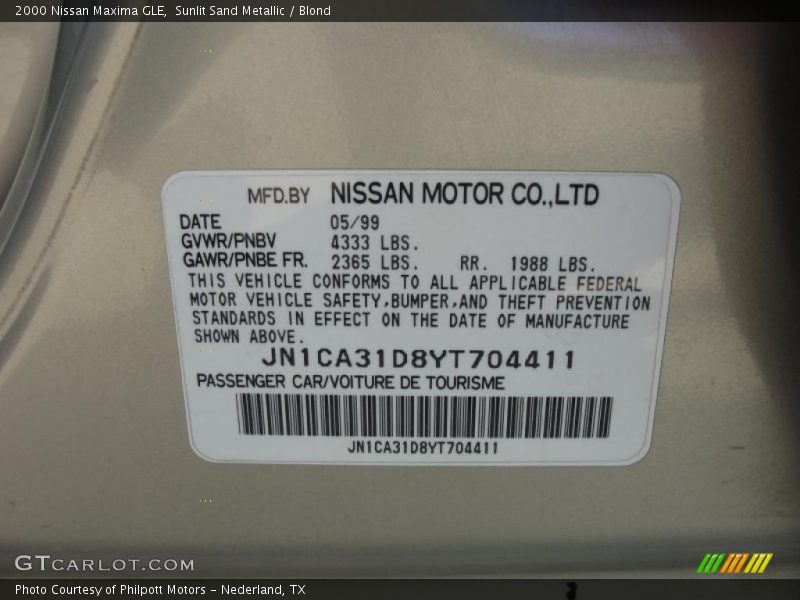 2000 Nissan Maxima GLE, Sunlit Sand Metallic / Blond
MFD.BY NISSAN MOTOR CO.,LTD
DATE 05/99
GVWR/PNBV 4333 LBS.
GAWR/PNBE FR. 2365 LBS. RR. 1988 LBS.
THIS VEHICLE CONFORMS TO ALL APPLICABLE FEDERAL
MOTOR VEHICLE SAFETY,BUMPER,AND THEFT PREVENTION
STANDARDS IN EFFECT ON THE DATE OF MANUFACTURE
SHOWN ABOVE.
JN1CA31D8YT704411
PASSENGER CAR/VOITURE DE TOURISME
JN1CA31D8YT704411
GTCARLOT.COM
Photo Courtesy of Philpott Motors - Nederland, TX